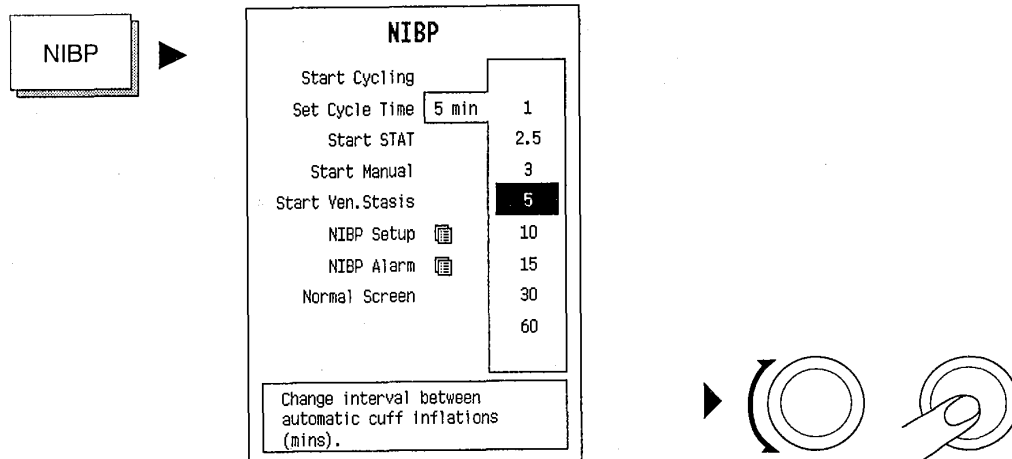 NIBP
NIBP
Start Cycling
Set Cycle Time 5 min 1
Start STAT 2.5
Start Manual 3
Start Ven.Stasis 5
NIBP Setup 10
NIBP Alarm 15
Normal Screen 30
60
Change interval between
automatic cuff inflations
(mins).